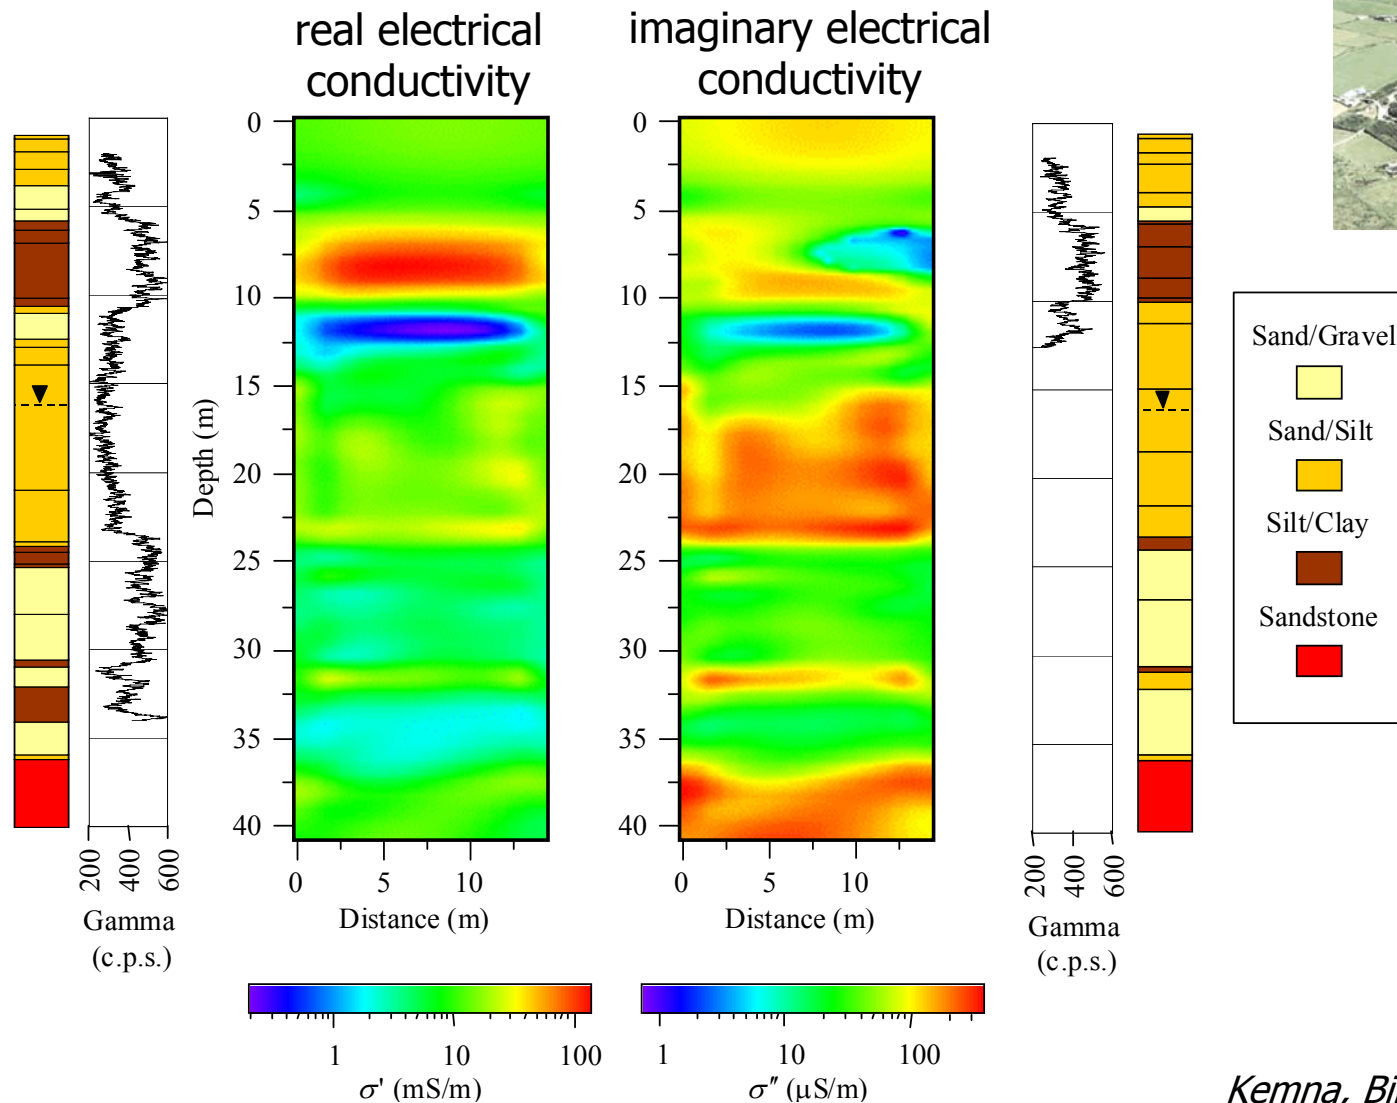 real electrical
conductivity
imaginary electrical
conductivity
0
5
10
15
20
25
30
35
40
Depth (m)
0
5
10
15
20
25
30
35
40
200
400
600
Gamma
(c.p.s.)
0
5
10
Distance (m)
0
5
10
Distance (m)
200
400
600
Gamma
(c.p.s.)
Sand/Gravel
Sand/Silt
Silt/Clay
Sandstone
1
10
100
σ' (mS/m)
1
10
100
σ″ (μS/m)
Kemna, Bi